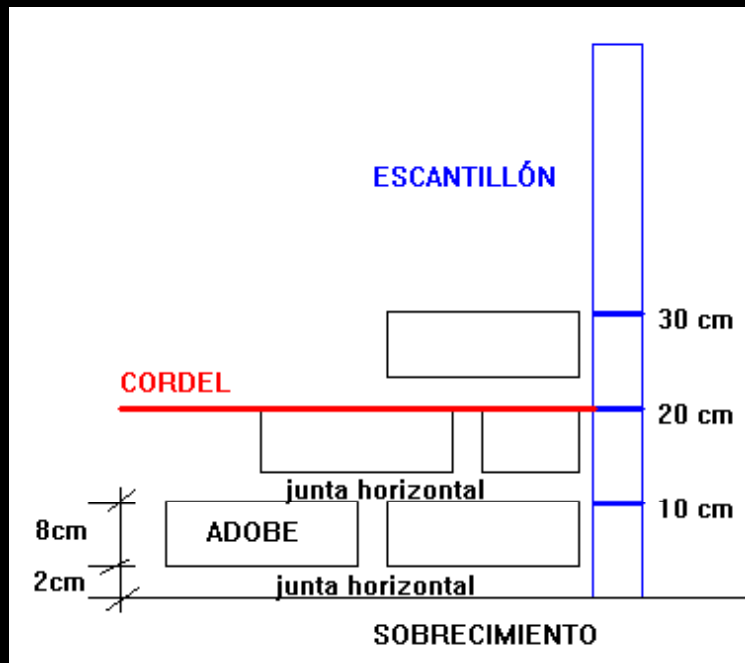 ESCANTILLÓN
30 cm
CORDEL
20 cm
junta horizontal
10 cm
8cm
ADOBE
2cm
junta horizontal
SOBRECIMIENTO